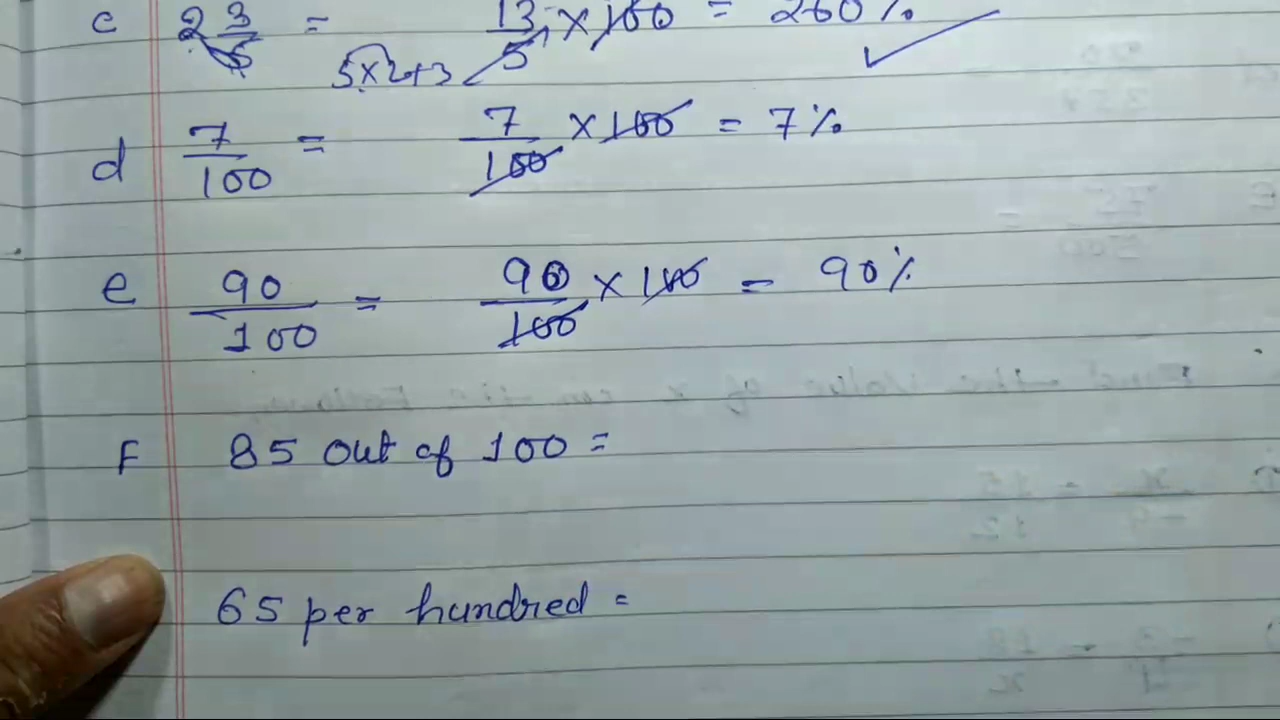 c 2 3/5 = 13/5 × 100 = 260%
5×2+3
d 7/100 = 7/100 × 100 = 7%
e 90/100 = 90/100 × 100 = 90%
F 85 out of 100 =
65 per hundred =